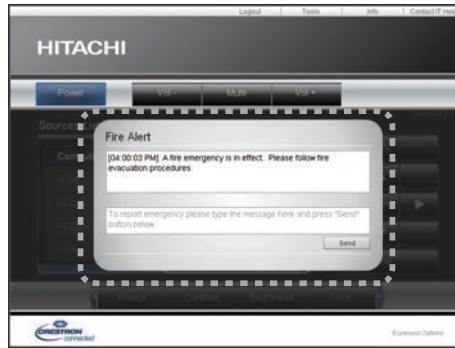 Logout Tools Info Contact IT Help
HITACHI
Power Vol - Mute Vol +
Sources Lis
Fire Alert
[04:00:03 PM]: A fire emergency is in effect. Please follow fire
evacuation procedures.
To report emergency please type the message here and press "Send"
button below
Send
Freeze Contrast Brightness Color
CRESTRON
connected
Expansion Options